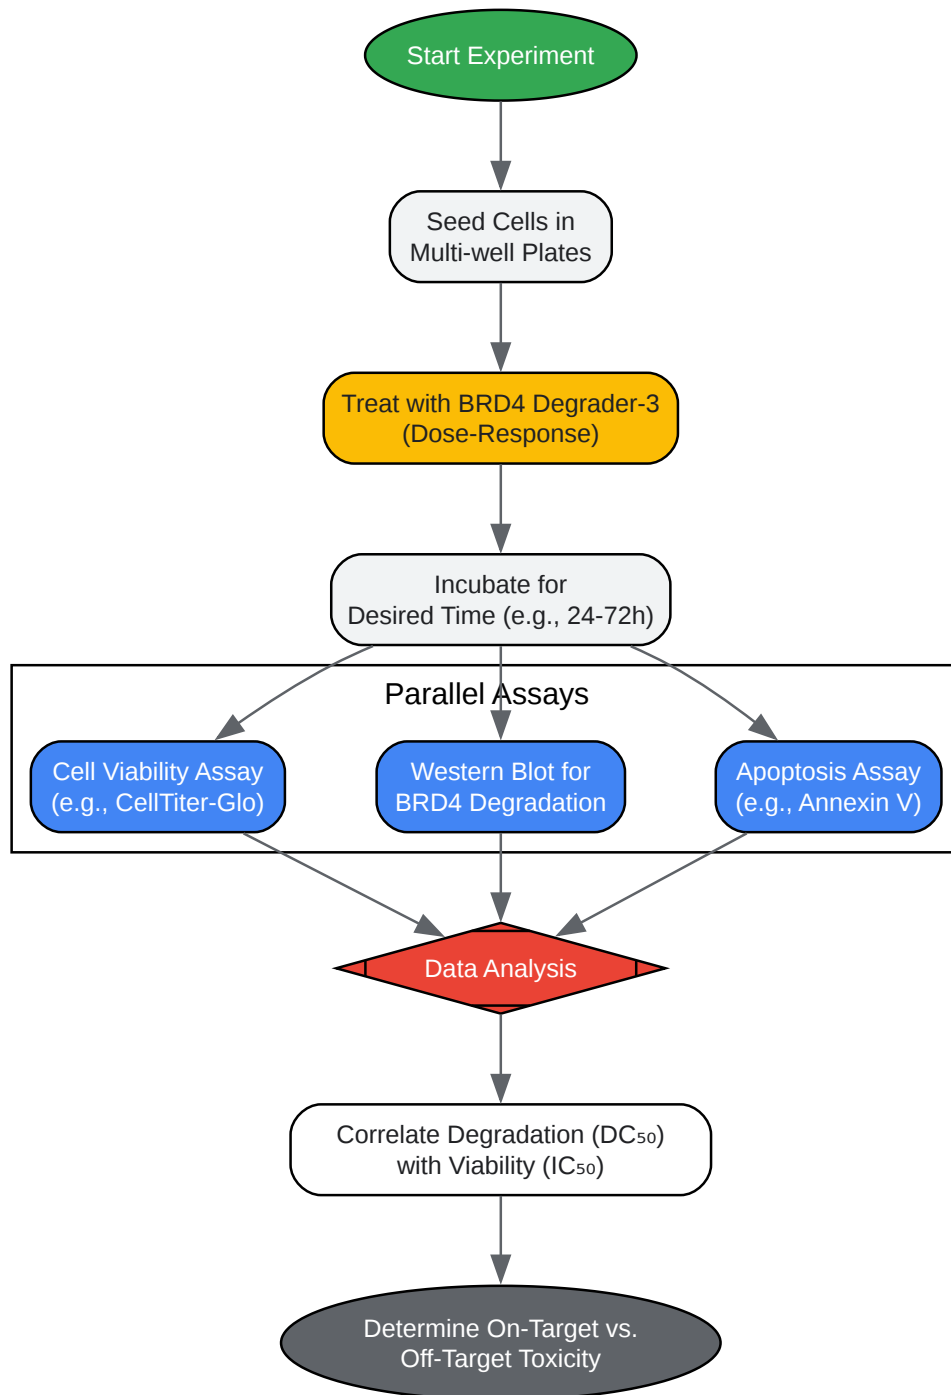 Start Experiment
Seed Cells in
Multi-well Plates
Treat with BRD4 Degrader-3
(Dose-Response)
Incubate for
Desired Time (e.g., 24-72h)
Parallel Assays
Cell Viability Assay
(e.g., CellTiter-Glo)
Western Blot for
BRD4 Degradation
Apoptosis Assay
(e.g., Annexin V)
Data Analysis
Correlate Degradation (DC₅₀)
with Viability (IC₅₀)
Determine On-Target vs.
Off-Target Toxicity